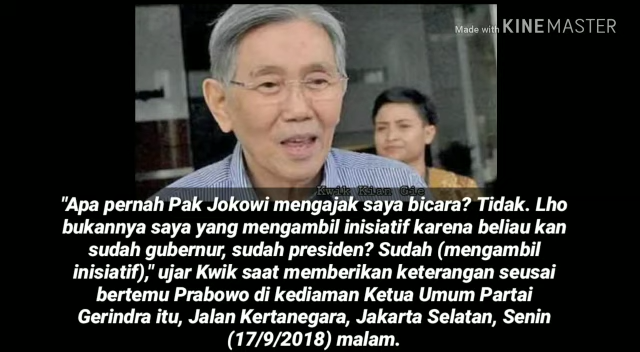 Made with KINEMASTER
Kwik Kian Gie
"Apa pernah Pak Jokowi mengajak saya bicara? Tidak. Lho
bukannya saya yang mengambil inisiatif karena beliau kan
sudah gubernur, sudah presiden? Sudah (mengambil
inisiatif)," ujar Kwik saat memberikan keterangan seusai
bertemu Prabowo di kediaman Ketua Umum Partai
Gerindra itu, Jalan Kertanegara, Jakarta Selatan, Senin
(17/9/2018) malam.